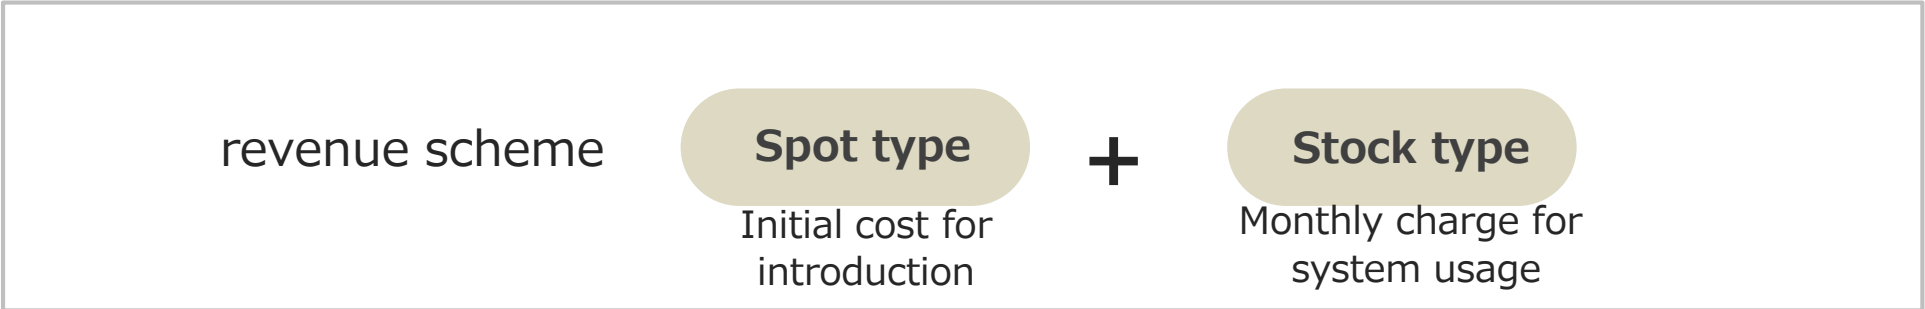 revenue scheme
Spot type
+
Stock type
Initial cost for
introduction
Monthly charge for
system usage